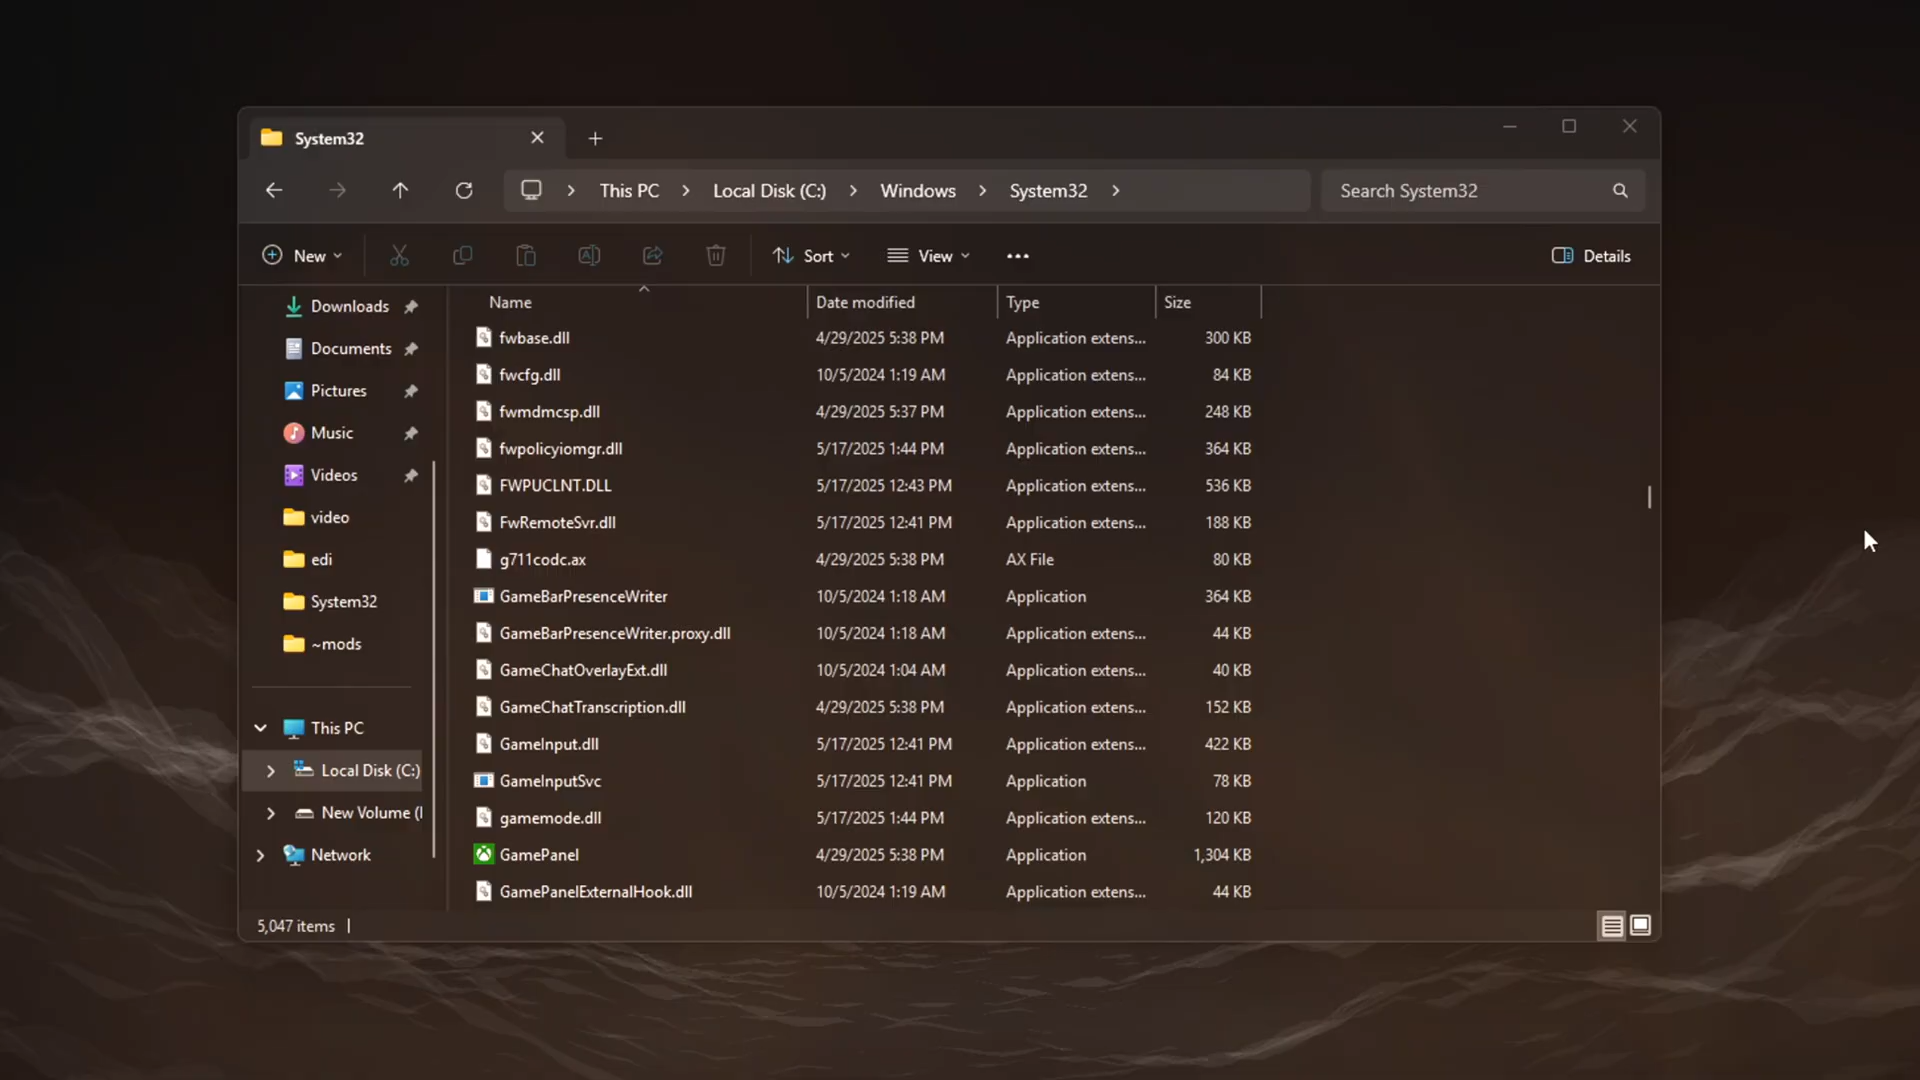 System32
This PC Local Disk (C:) Windows System32 Search System32
New Sort View Details
Downloads
Documents
Pictures
Music
Videos
video
edi
System32
~mods
This PC
Local Disk (C:)
New Volume (
Network
Name Date modified Type Size
fwbase.dll 4/29/2025 5:38 PM Application extens... 300 KB
fwcfg.dll 10/5/2024 1:19 AM Application extens... 84 KB
fwmdmcsp.dll 4/29/2025 5:37 PM Application extens... 248 KB
fwpolicyiomgr.dll 5/17/2025 1:44 PM Application extens... 364 KB
FWPUCLNT.DLL 5/17/2025 12:43 PM Application extens... 536 KB
FwRemoteSvr.dll 5/17/2025 12:41 PM Application extens... 188 KB
g711codc.ax 4/29/2025 5:38 PM AX File 80 KB
GameBarPresenceWriter 10/5/2024 1:18 AM Application 364 KB
GameBarPresenceWriter.proxy.dll 10/5/2024 1:18 AM Application extens... 44 KB
GameChatOverlayExt.dll 10/5/2024 1:04 AM Application extens... 40 KB
GameChatTranscription.dll 4/29/2025 5:38 PM Application extens... 152 KB
GameInput.dll 5/17/2025 12:41 PM Application extens... 422 KB
GameInputSvc 5/17/2025 12:41 PM Application 78 KB
gamemode.dll 5/17/2025 1:44 PM Application extens... 120 KB
GamePanel 4/29/2025 5:38 PM Application 1,304 KB
GamePanelExternalHook.dll 10/5/2024 1:19 AM Application extens... 44 KB
5,047 items